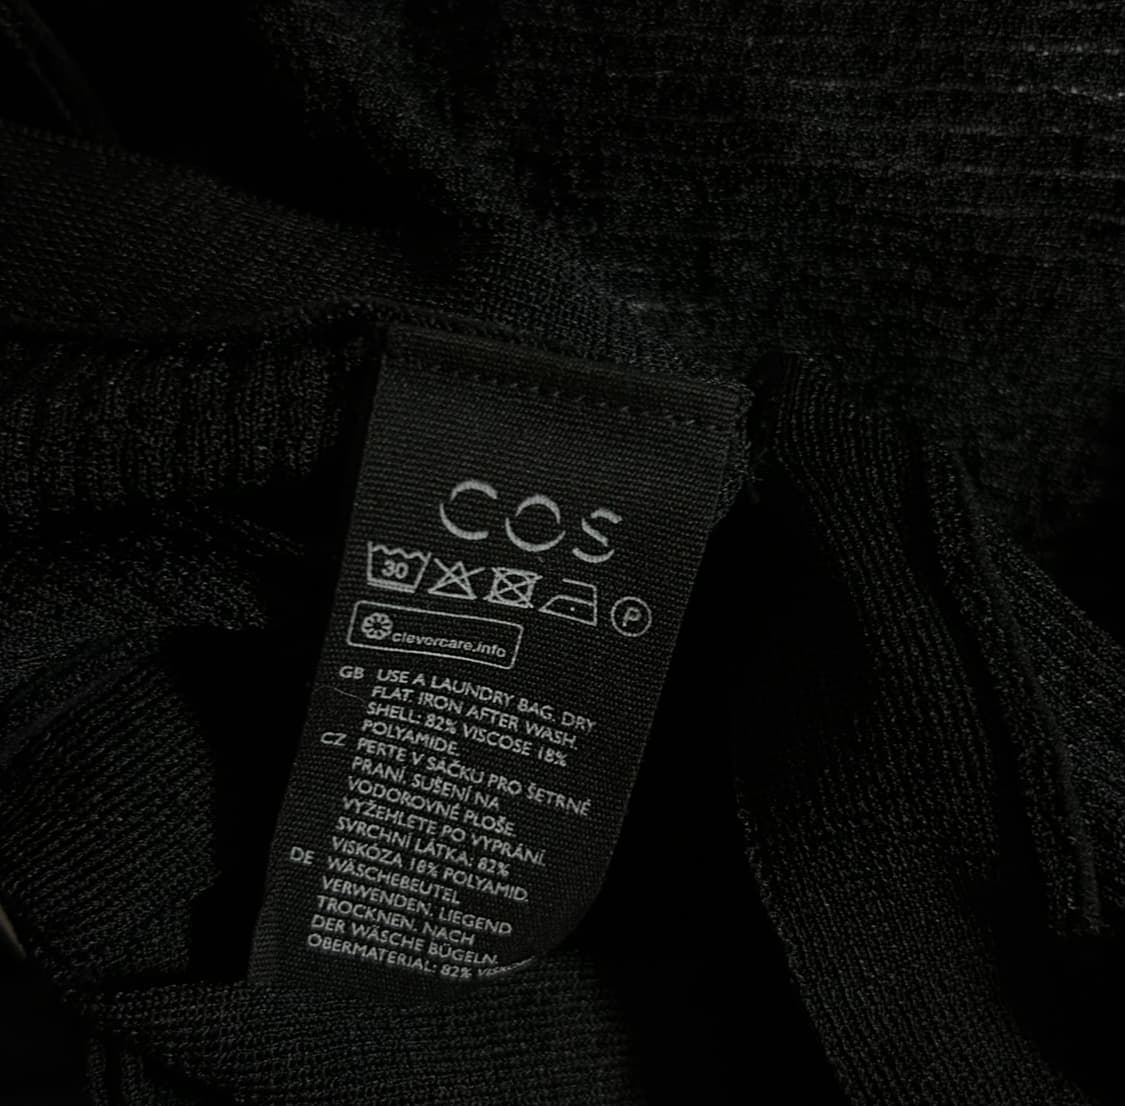 COS
30
P
clevercare.info
GB USE A LAUNDRY BAG. DRY
FLAT. IRON AFTER WASH.
SHELL: 82% VISCOSE 18%
POLYAMIDE.
CZ PERTE V SÁČKU PRO ŠETRNÉ
PRANÍ. SUŠENÍ NA
VODOROVNÉ PLOŠE.
VYŽEHLETE PO VYPRÁNÍ.
SVRCHNÍ LÁTKA: 82%
VISKÓZA 18% POLYAMID.
DE WÄSCHEBEUTEL
VERWENDEN. LIEGEND
TROCKNEN. NACH
DER WÄSCHE BÜGELN.
OBERMATERIAL: 82%